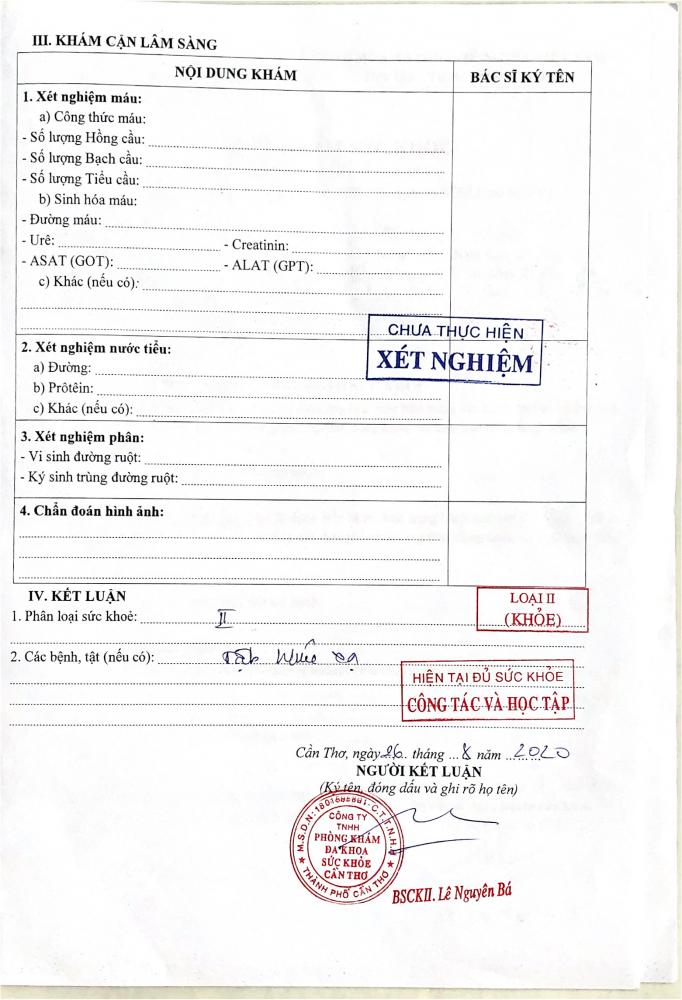 III. KHÁM CẬN LÂM SÀNG
NỘI DUNG KHÁM
BÁC SĨ KÝ TÊN
1. Xét nghiệm máu:
a) Công thức máu:
- Số lượng Hồng cầu:
- Số lượng Bạch cầu:
- Số lượng Tiểu cầu:
b) Sinh hóa máu:
- Đường máu:
- Urê: - Creatinin:
- ASAT (GOT): - ALAT (GPT):
c) Khác (nếu có):
CHƯA THỰC HIỆN
XÉT NGHIỆM
2. Xét nghiệm nước tiểu:
a) Đường:
b) Prôtêin:
c) Khác (nếu có):
3. Xét nghiệm phân:
- Vi sinh đường ruột:
- Ký sinh trùng đường ruột:
4. Chẩn đoán hình ảnh:
IV. KẾT LUẬN
LOẠI II
(KHỎE)
1. Phân loại sức khoẻ: II
2. Các bệnh, tật (nếu có): Tật khúc xạ
HIỆN TẠI ĐỦ SỨC KHỎE
CÔNG TÁC VÀ HỌC TẬP
Cần Thơ, ngày 26 tháng 8 năm 2020
NGƯỜI KẾT LUẬN
(Ký tên, đóng dấu và ghi rõ họ tên)
CÔNG TY
TNHH
PHÒNG KHÁM
ĐA KHOA
SỨC KHỎE
CẦN THƠ
THÀNH PHỐ CẦN THƠ
BSCKII. Lê Nguyên Bá